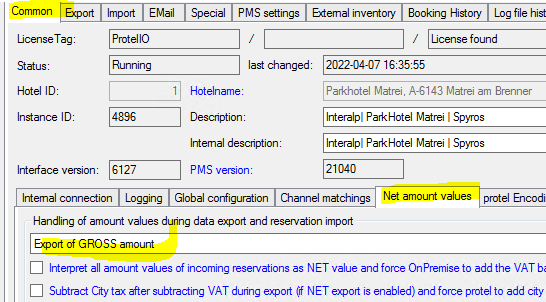 Common Export Import EMail Special PMS settings External inventory Booking History Log file hist
LicenseTag: ProtelIO / / License found
Status: Running last changed: 2022-04-07 16:35:55
Hotel ID: 1 Hotelname: Parkhotel Matrei, A-6143 Matrei am Brenner
Instance ID: 4896 Description: Interalp| ParkHotel Matrei | Spyros
Internal description: Interalp| ParkHotel Matrei | Spyros
Interface version: 6127 PMS version: 21040
Internal connection Logging Global configuration Channel matchings Net amount values protel Encodi
Handling of amount values during data export and reservation import
Export of GROSS amount
Interpret all amount values of incoming reservations as NET value and force OnPremise to add the VAT ba
Subtract City tax after subtracting VAT during export (if NET export is enabled) and force protel to add city